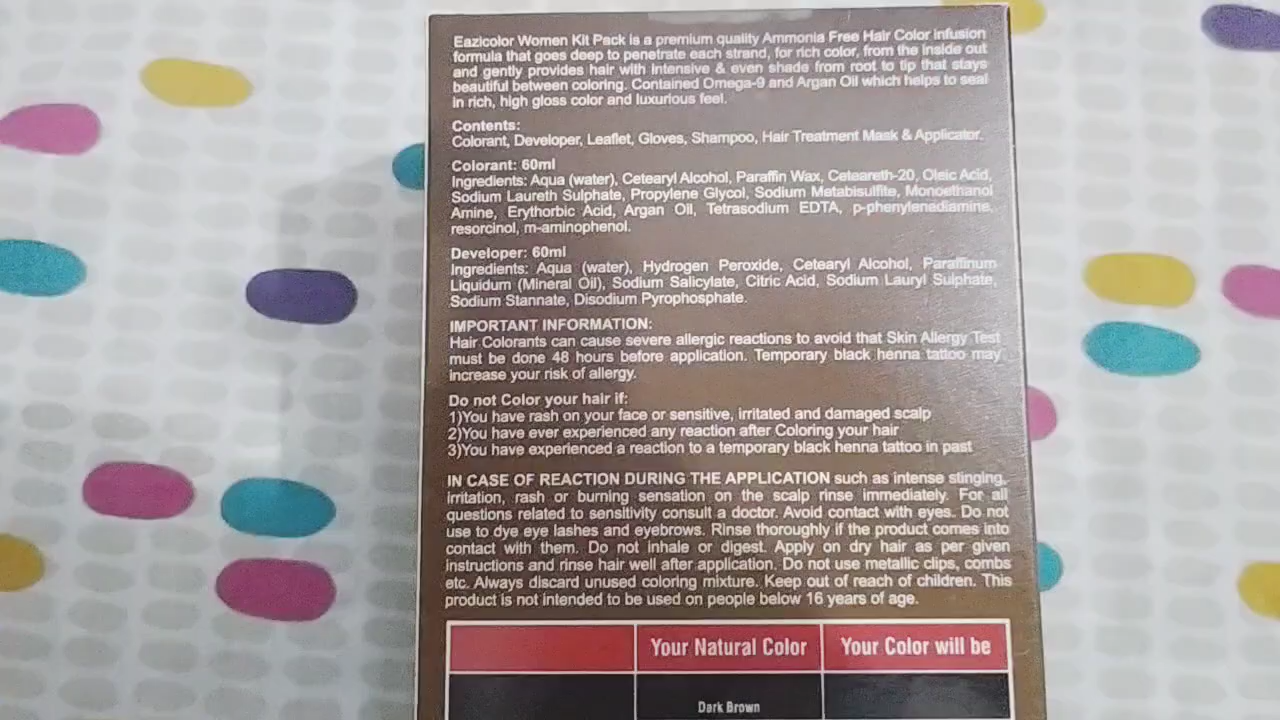 Eazicolor Women Kit Pack is a premium quality Ammonia Free Hair Color infusion
formula that goes deep to penetrate each strand, for rich color, from the inside out
and gently provides hair with intensive & even shade from root to tip that stays
beautiful between coloring. Contained Omega-9 and Argan Oil which helps to seal
in rich, high gloss color and luxurious feel.
Contents:
Colorant, Developer, Leaflet, Gloves, Shampoo, Hair Treatment Mask & Applicator.
Colorant: 60ml
Ingredients: Aqua (water), Cetearyl Alcohol, Paraffin Wax, Ceteareth-20, Oleic Acid,
Sodium Laureth Sulphate, Propylene Glycol, Sodium Metabisulfite, Monoethanol
Amine, Erythorbic Acid, Argan Oil, Tetrasodium EDTA, p-phenylenediamine,
resorcinol, m-aminophenol.
Developer: 60ml
Ingredients: Aqua (water), Hydrogen Peroxide, Cetearyl Alcohol, Paraffinum
Liquidum (Mineral Oil), Sodium Salicylate, Citric Acid, Sodium Lauryl Sulphate,
Sodium Stannate, Disodium Pyrophosphate.
IMPORTANT INFORMATION:
Hair Colorants can cause severe allergic reactions to avoid that Skin Allergy Test
must be done 48 hours before application. Temporary black henna tattoo may
increase your risk of allergy.
Do not Color your hair if:
1)You have rash on your face or sensitive, irritated and damaged scalp
2)You have ever experienced any reaction after Coloring your hair
3)You have experienced a reaction to a temporary black henna tattoo in past
IN CASE OF REACTION DURING THE APPLICATION such as intense stinging,
irritation, rash or burning sensation on the scalp rinse immediately. For all
questions related to sensitivity consult a doctor. Avoid contact with eyes. Do not
use to dye eye lashes and eyebrows. Rinse thoroughly if the product comes into
contact with them. Do not inhale or digest. Apply on dry hair as per given
instructions and rinse hair well after application. Do not use metallic clips, combs
etc. Always discard unused coloring mixture. Keep out of reach of children. This
product is not intended to be used on people below 16 years of age.
Your Natural Color Your Color will be
Dark Brown